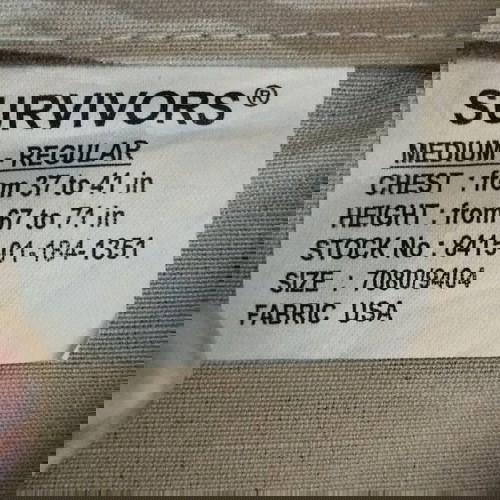 SURVIVORS®
MEDIUM - REGULAR
CHEST : from 37 to 41 in
HEIGHT : from 67 to 71 in
STOCK No : 8415-01-184-1351
SIZE : 7080/9404
FABRIC USA